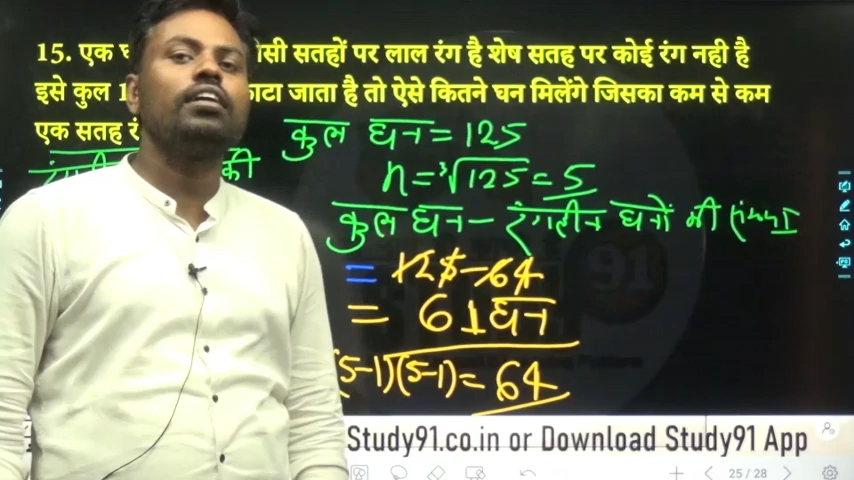 15. एक सतहों पर लाल रंग है शेष सतह पर कोई रंग नही है
इसे कुल जाता है तो ऐसे कितने घन मिलेंगे जिसका कम से कम
एक सतह
कुल घन = 125
की
n = ³√125 = 5
कुल घन - रंगहीन घनों की संख्या
= 125 - 64
= 61 घन
(5-1)(5-1) = 64
91
Study91.co.in or Download Study91 App
25 / 28